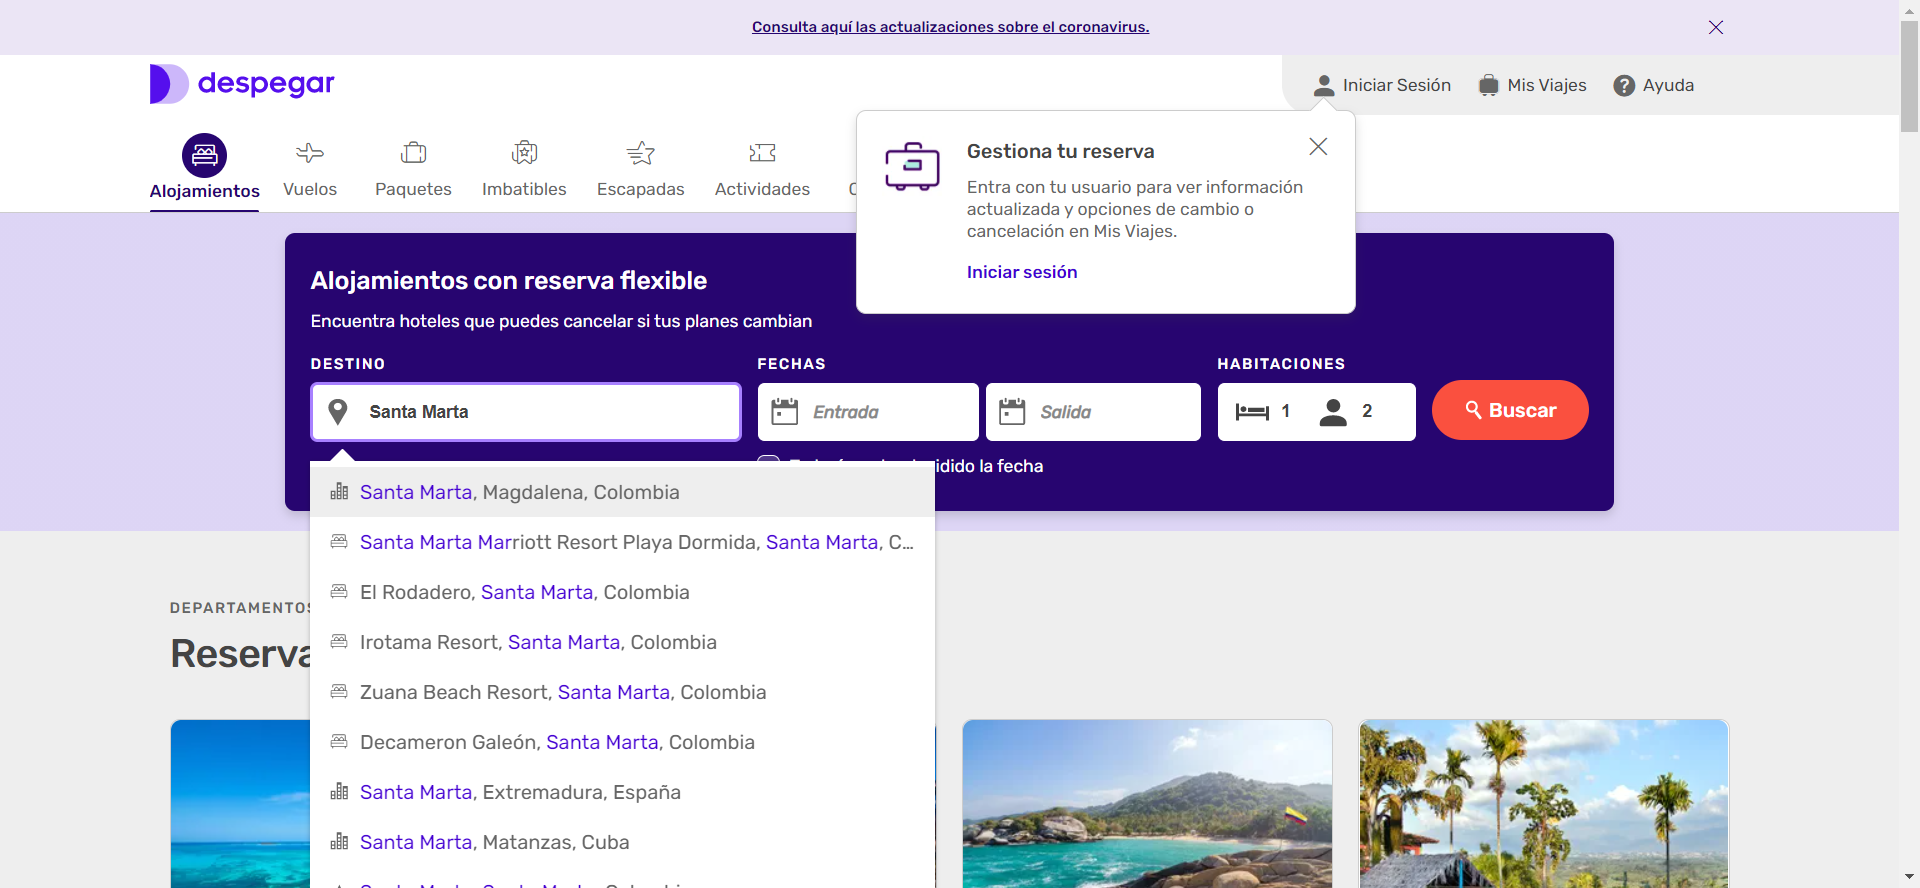 Consulta aquí las actualizaciones sobre el coronavirus.
despegar
Iniciar Sesión
Mis Viajes
Ayuda
Alojamientos
Vuelos
Paquetes
Imbatibles
Escapadas
Actividades
Gestiona tu reserva
Entra con tu usuario para ver información
actualizada y opciones de cambio o
cancelación en Mis Viajes.
Iniciar sesión
Alojamientos con reserva flexible
Encuentra hoteles que puedes cancelar si tus planes cambian
DESTINO
FECHAS
HABITACIONES
Santa Marta
Entrada
Salida
1
2
Buscar
la fecha
Santa Marta, Magdalena, Colombia
Santa Marta Marriott Resort Playa Dormida, Santa Marta, C...
El Rodadero, Santa Marta, Colombia
Irotama Resort, Santa Marta, Colombia
Zuana Beach Resort, Santa Marta, Colombia
Decameron Galeón, Santa Marta, Colombia
Santa Marta, Extremadura, España
Santa Marta, Matanzas, Cuba
DEPARTAMENTOS
Reserva